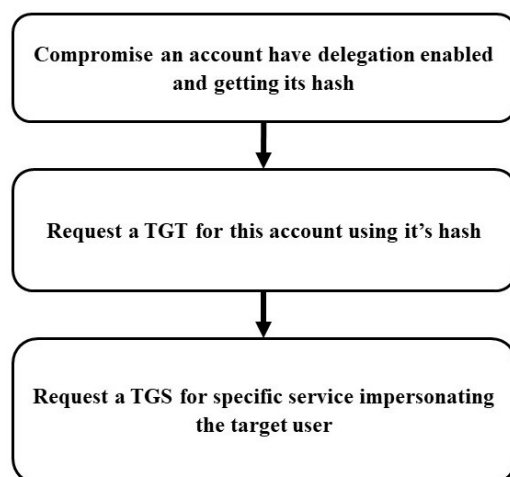 Compromise an account have delegation enabled
and getting its hash
Request a TGT for this account using it’s hash
Request a TGS for specific service impersonating
the target user